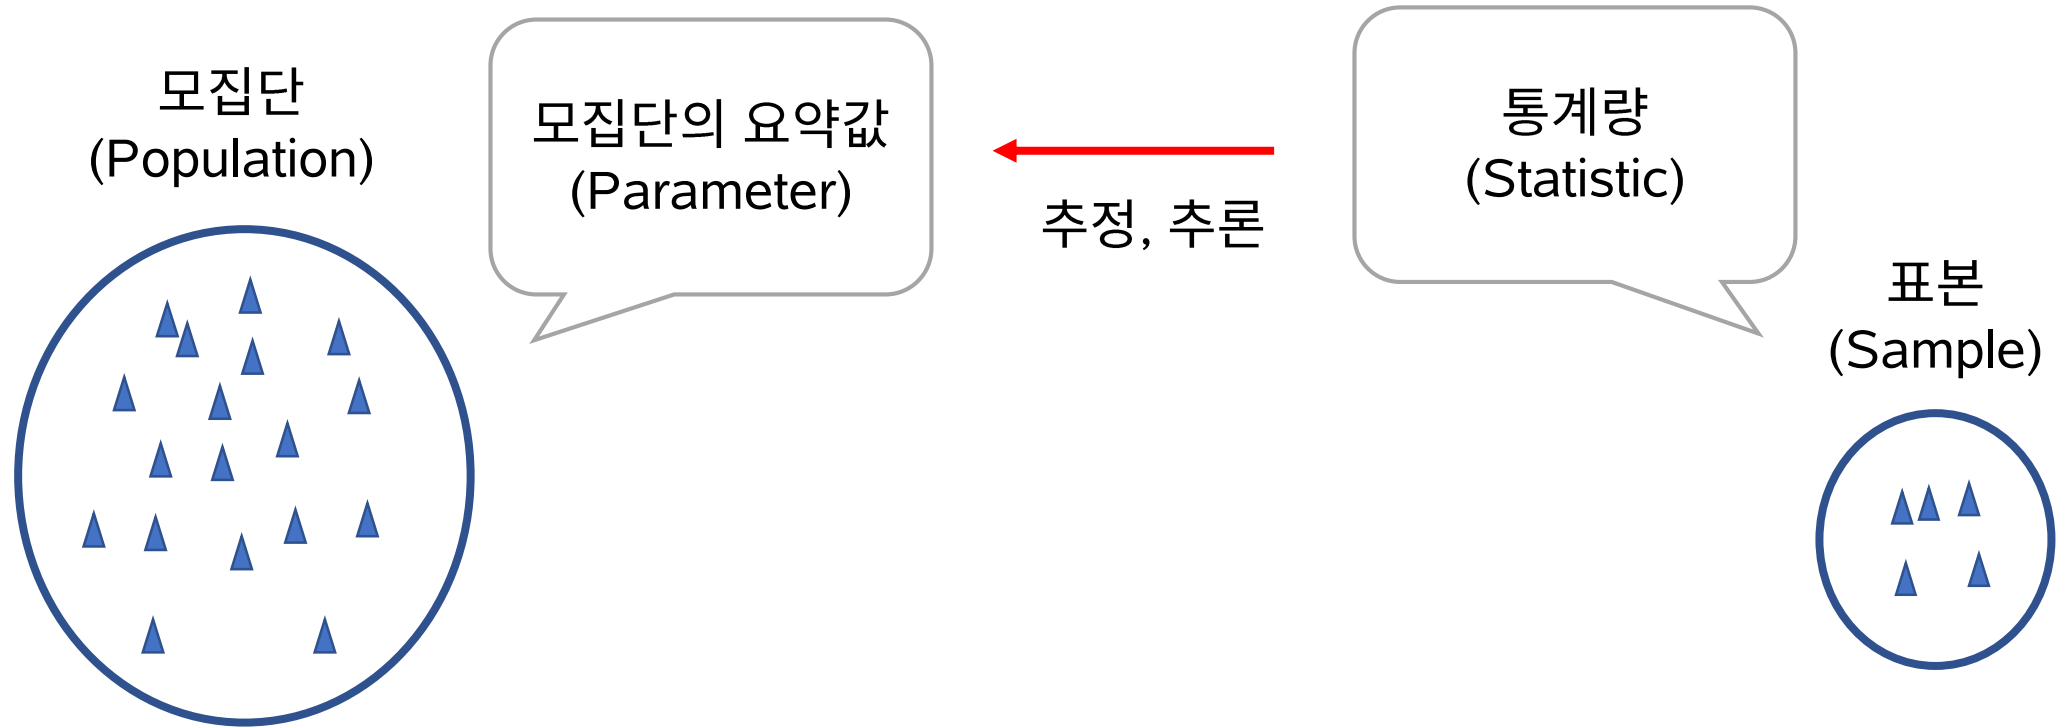 모집단
(Population)
모집단의 요약값
(Parameter)
추정, 추론
통계량
(Statistic)
표본
(Sample)